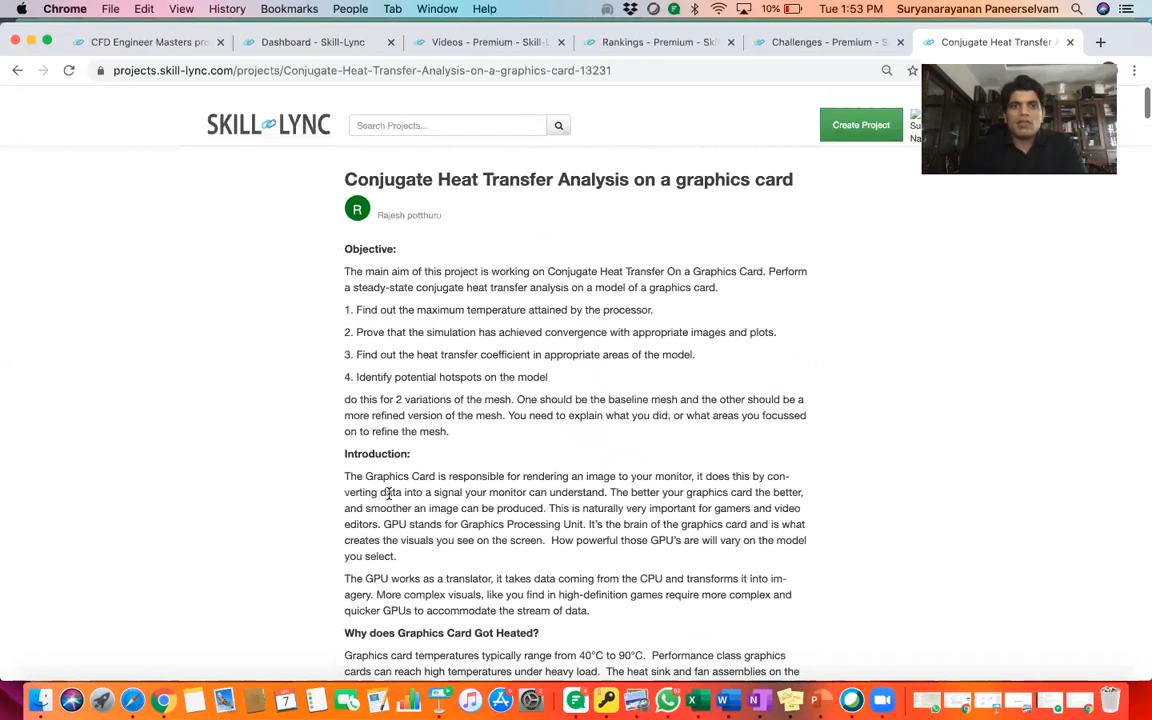 Chrome File Edit View History Bookmarks People Tab Window Help 10% Tue 1:53 PM Suryanarayanan Paneerselvam
CFD Engineer Masters pro Dashboard - Skill-Lync Videos - Premium - Skill-L Rankings - Premium - Ski Challenges - Premium - S Conjugate Heat Transfer A
projects.skill-lync.com/projects/Conjugate-Heat-Transfer-Analysis-on-a-graphics-card-13231
SKILL LYNC Search Projects... Create Project
Conjugate Heat Transfer Analysis on a graphics card
R Rajesh potthuru
Objective:
The main aim of this project is working on Conjugate Heat Transfer On a Graphics Card. Perform
a steady-state conjugate heat transfer analysis on a model of a graphics card.
1. Find out the maximum temperature attained by the processor.
2. Prove that the simulation has achieved convergence with appropriate images and plots.
3. Find out the heat transfer coefficient in appropriate areas of the model.
4. Identify potential hotspots on the model
do this for 2 variations of the mesh. One should be the baseline mesh and the other should be a
more refined version of the mesh. You need to explain what you did, or what areas you focussed
on to refine the mesh.
Introduction:
The Graphics Card is responsible for rendering an image to your monitor, it does this by con-
verting data into a signal your monitor can understand. The better your graphics card the better,
and smoother an image can be produced. This is naturally very important for gamers and video
editors. GPU stands for Graphics Processing Unit. It's the brain of the graphics card and is what
creates the visuals you see on the screen. How powerful those GPU's are will vary on the model
you select.
The GPU works as a translator, it takes data coming from the CPU and transforms it into im-
agery. More complex visuals, like you find in high-definition games require more complex and
quicker GPUs to accommodate the stream of data.
Why does Graphics Card Got Heated?
Graphics card temperatures typically range from 40°C to 90°C. Performance class graphics
cards can reach high temperatures under heavy load. The heat sink and fan assemblies on the